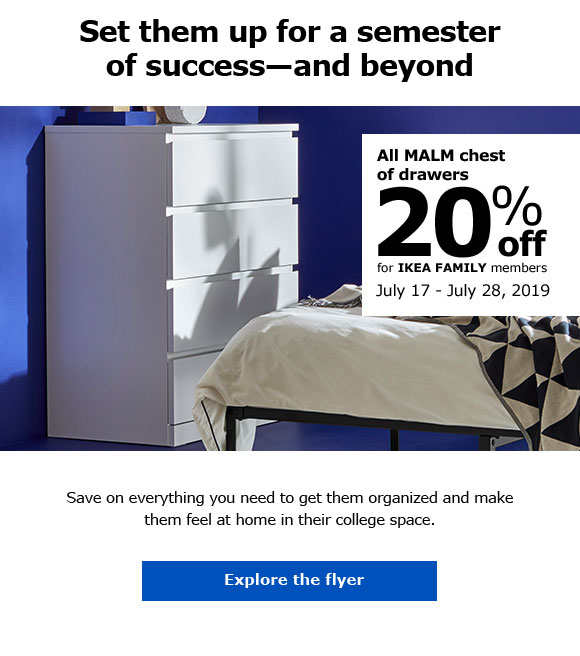 Set them up for a semester
of success—and beyond
All MALM chest
of drawers
20% off
for IKEA FAMILY members
July 17 - July 28, 2019
Save on everything you need to get them organized and make
them feel at home in their college space.
Explore the flyer